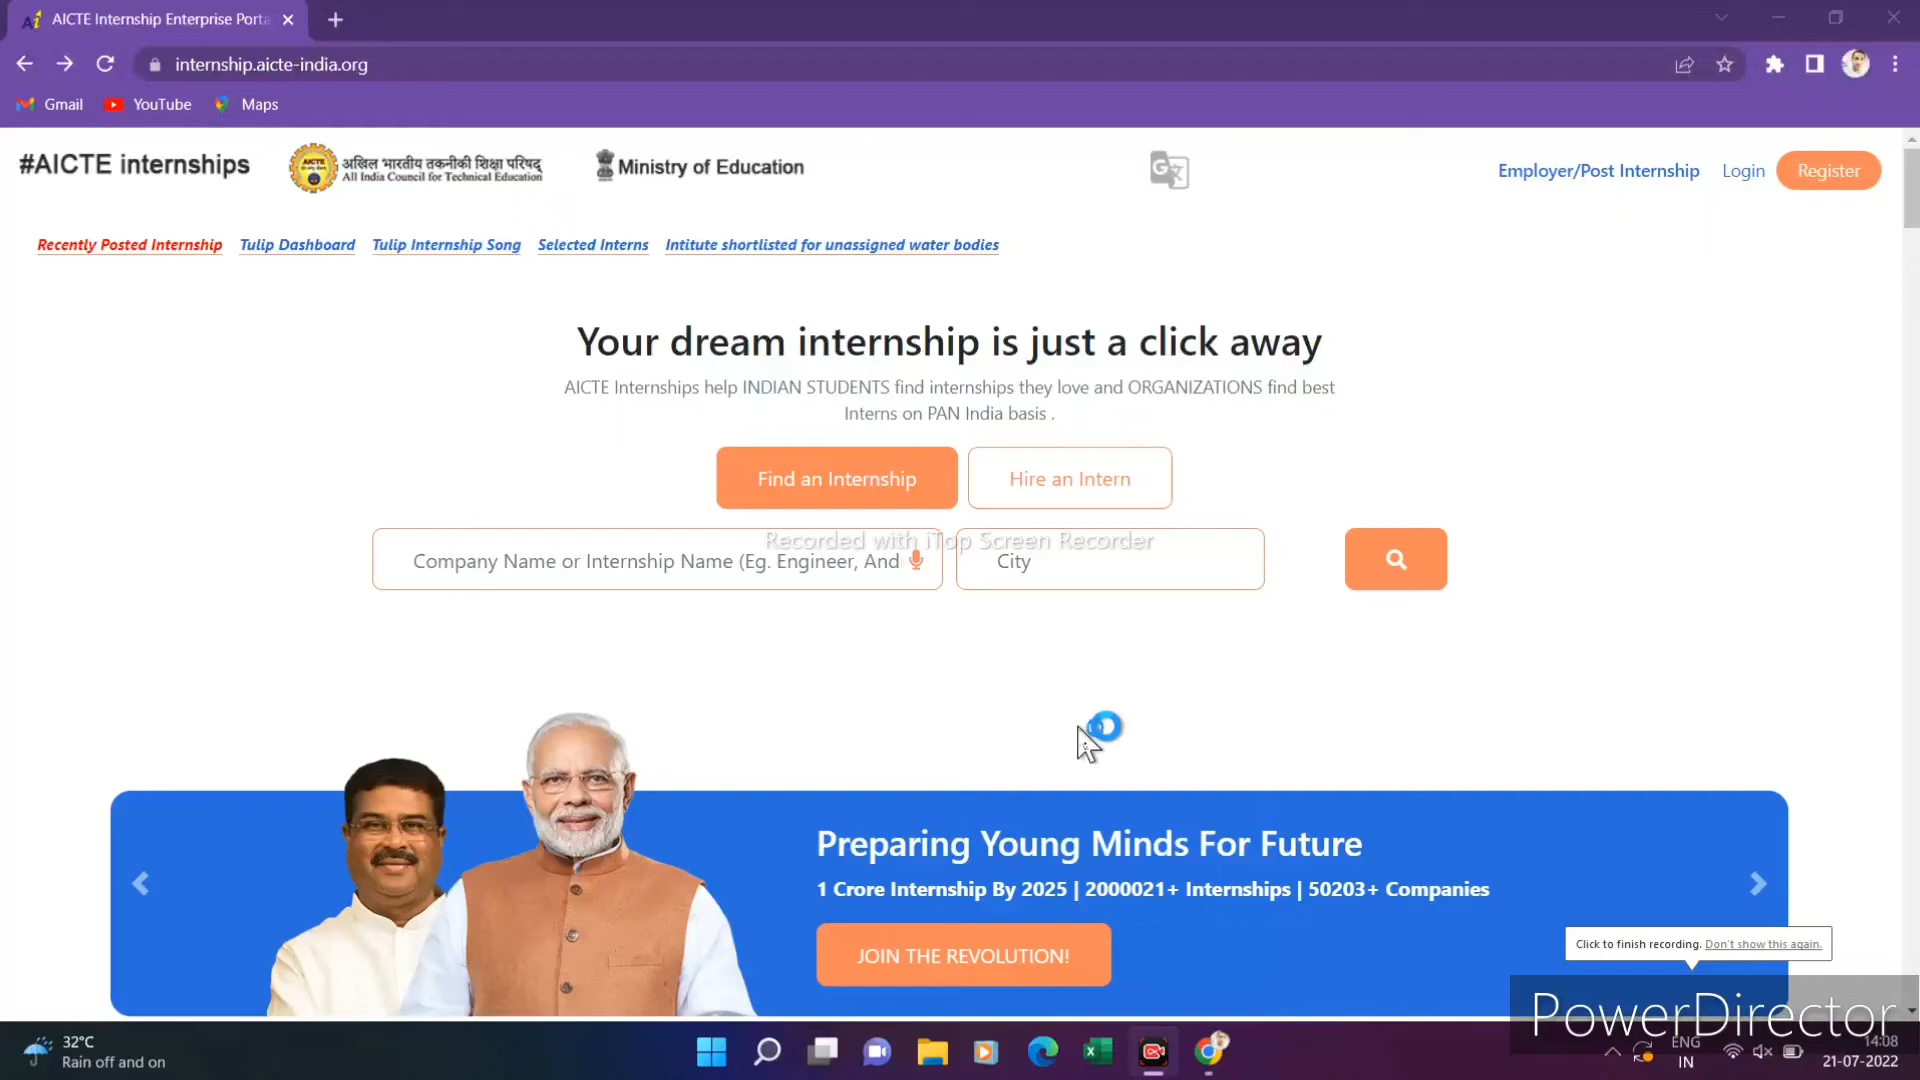 AICTE Internship Enterprise Porta
internship.aicte-india.org
Gmail YouTube Maps
#AICTE internships
AICTE
अखिल भारतीय तकनीकी शिक्षा परिषद्
All India Council for Technical Education
Ministry of Education
Employer/Post Internship Login Register
Recently Posted Internship Tulip Dashboard Tulip Internship Song Selected Interns Intitute shortlisted for unassigned water bodies
Your dream internship is just a click away
AICTE Internships help INDIAN STUDENTS find internships they love and ORGANIZATIONS find best
Interns on PAN India basis .
Find an Internship Hire an Intern
Recorded with iTop Screen Recorder
Company Name or Internship Name (Eg. Engineer, And City
Preparing Young Minds For Future
1 Crore Internship By 2025 | 2000021+ Internships | 50203+ Companies
JOIN THE REVOLUTION!
Click to finish recording. Don't show this again.
PowerDirector
32°C
Rain off and on
ENG
IN
14:08
21-07-2022